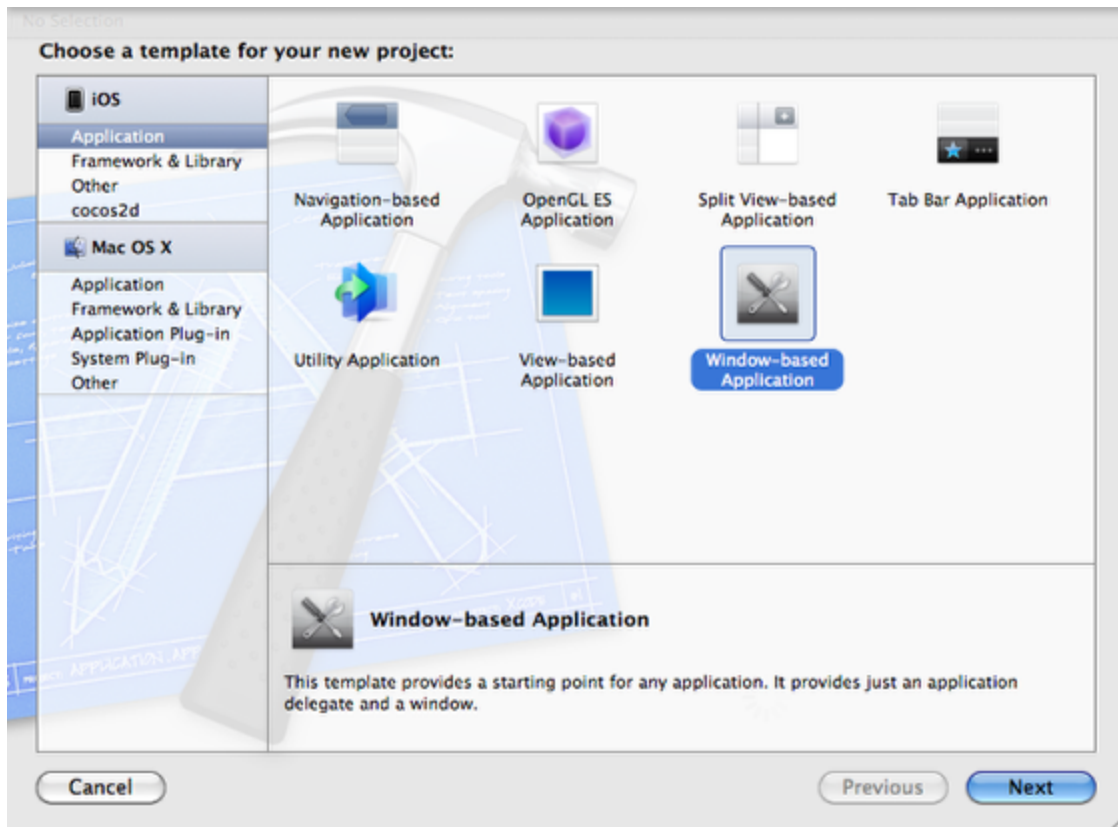 No Selection
Choose a template for your new project:
iOS
Application
Framework & Library
Other
cocos2d
Mac OS X
Application
Framework & Library
Application Plug-in
System Plug-in
Other
Navigation-based
Application
OpenGL ES
Application
Split View-based
Application
Tab Bar Application
Utility Application
View-based
Application
Window-based
Application
Window-based Application
This template provides a starting point for any application. It provides just an application
delegate and a window.
Cancel
Previous
Next